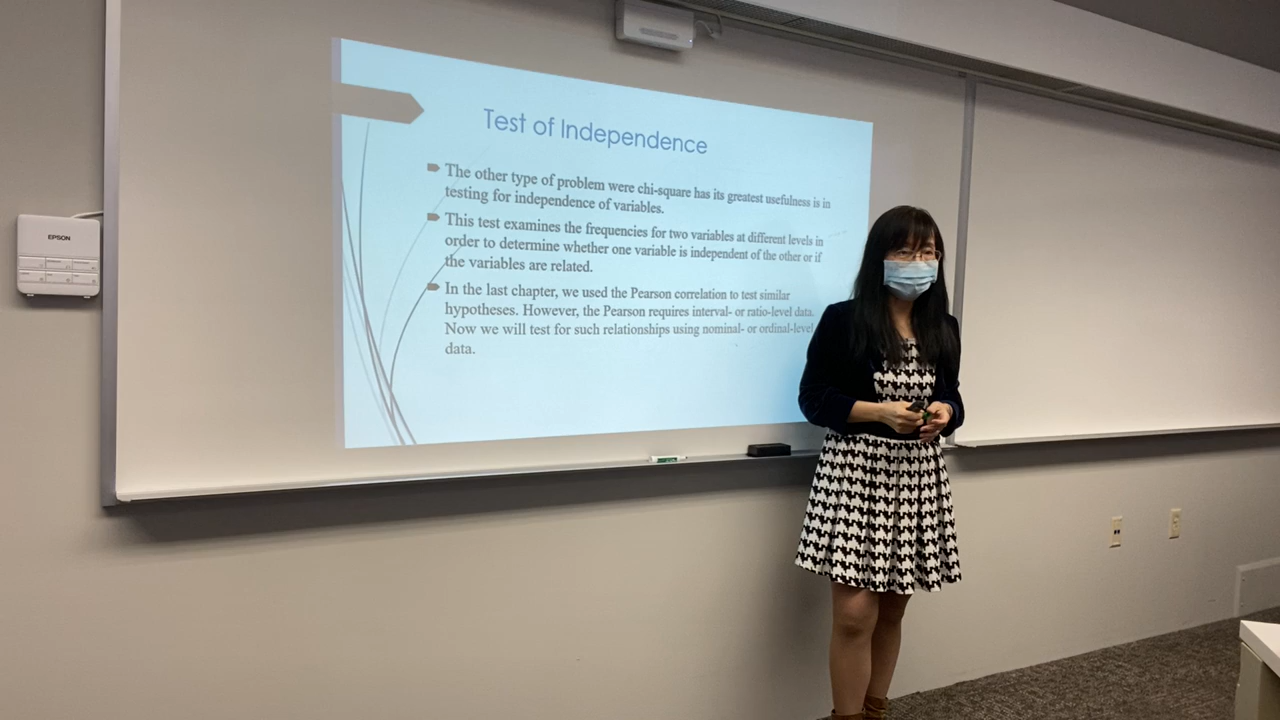 EPSON
Test of Independence
The other type of problem were chi-square has its greatest usefulness is in
testing for independence of variables.
This test examines the frequencies for two variables at different levels in
order to determine whether one variable is independent of the other or if
the variables are related.
In the last chapter, we used the Pearson correlation to test similar
hypotheses. However, the Pearson requires interval- or ratio-level data.
Now we will test for such relationships using nominal- or ordinal-level
data.